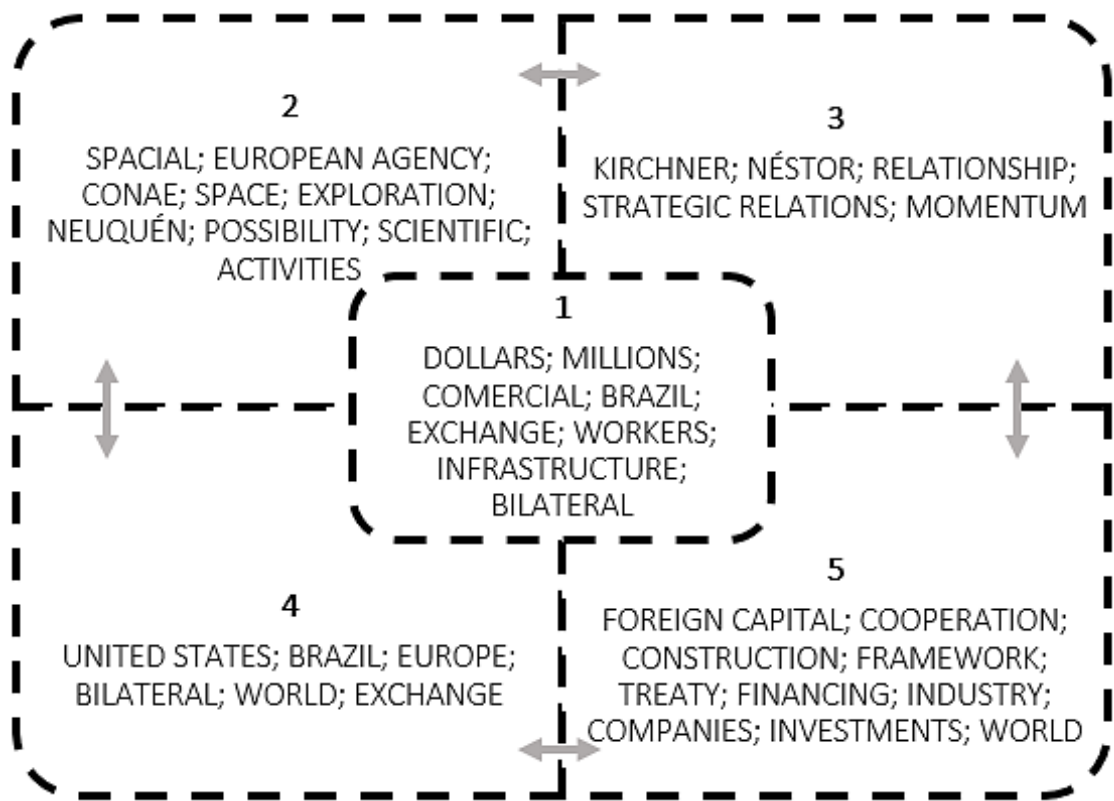 2
SPACIAL; EUROPEAN AGENCY;
CONAE; SPACE; EXPLORATION;
NEUQUÉN; POSSIBILITY; SCIENTIFIC;
ACTIVITIES
3
KIRCHNER; NÉSTOR; RELATIONSHIP;
STRATEGIC RELATIONS; MOMENTUM
1
DOLLARS; MILLIONS;
COMERCIAL; BRAZIL;
EXCHANGE; WORKERS;
INFRASTRUCTURE;
BILATERAL
4
UNITED STATES; BRAZIL; EUROPE;
BILATERAL; WORLD; EXCHANGE
5
FOREIGN CAPITAL; COOPERATION;
CONSTRUCTION; FRAMEWORK;
TREATY; FINANCING; INDUSTRY;
COMPANIES; INVESTMENTS; WORLD